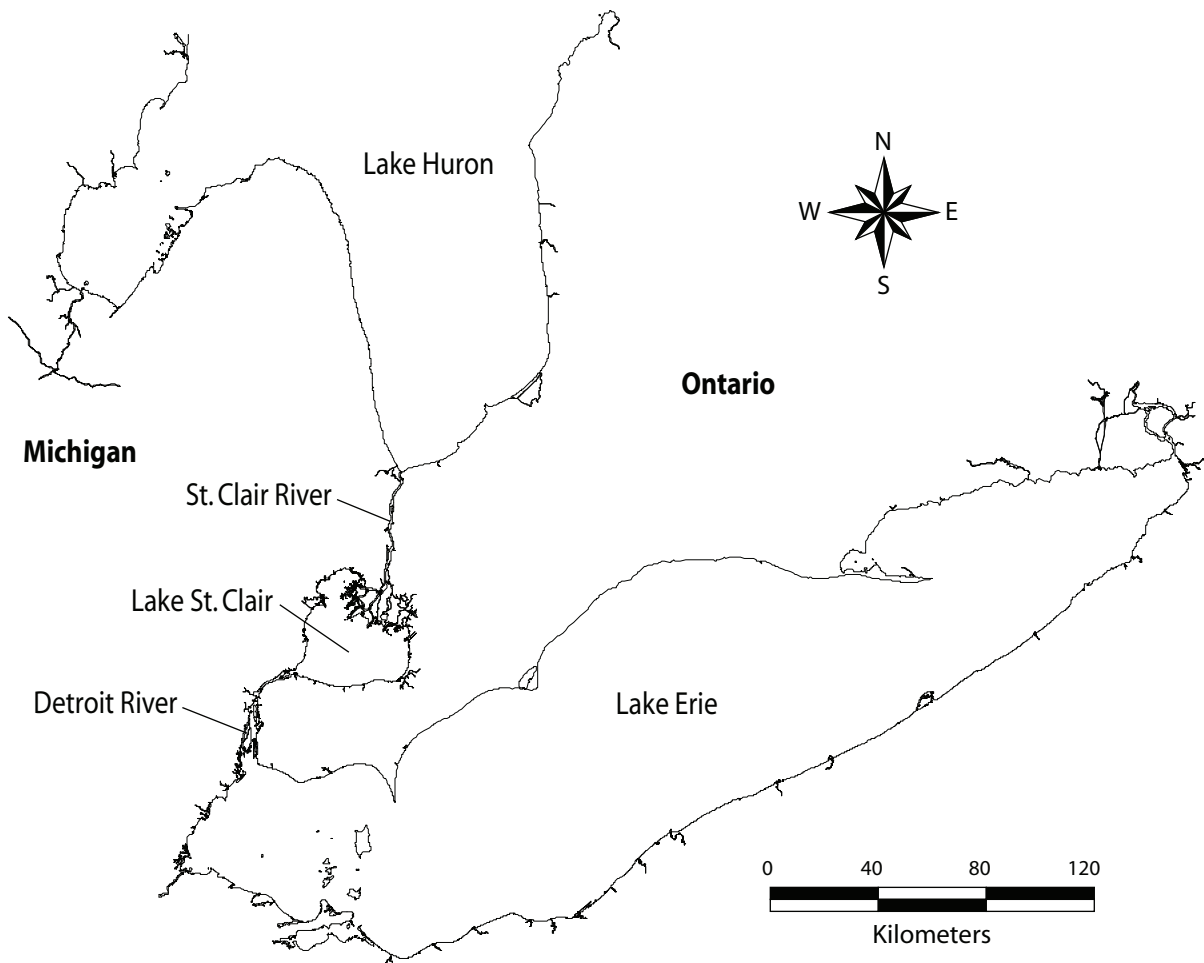 Lake Huron
N
W
E
S
Ontario
Michigan
St. Clair River
Lake St. Clair
Detroit River
Lake Erie
0 40 80 120
Kilometers